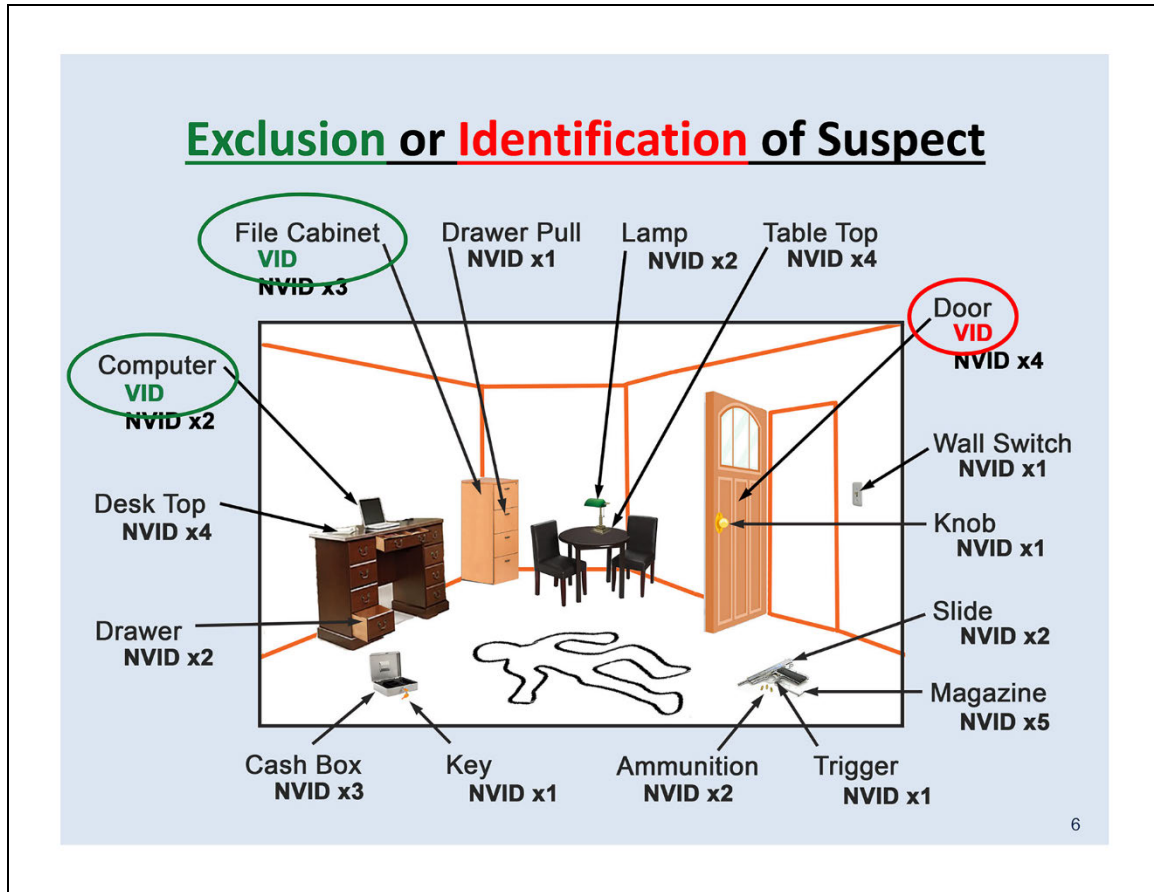 Exclusion or Identification of Suspect
File Cabinet
VID
NVID x3
Drawer Pull
NVID x1
Lamp
NVID x2
Table Top
NVID x4
Door
VID
NVID x4
Computer
VID
NVID x2
Wall Switch
NVID x1
Desk Top
NVID x4
Knob
NVID x1
Drawer
NVID x2
Slide
NVID x2
Magazine
NVID x5
Cash Box
NVID x3
Key
NVID x1
Ammunition
NVID x2
Trigger
NVID x1
6